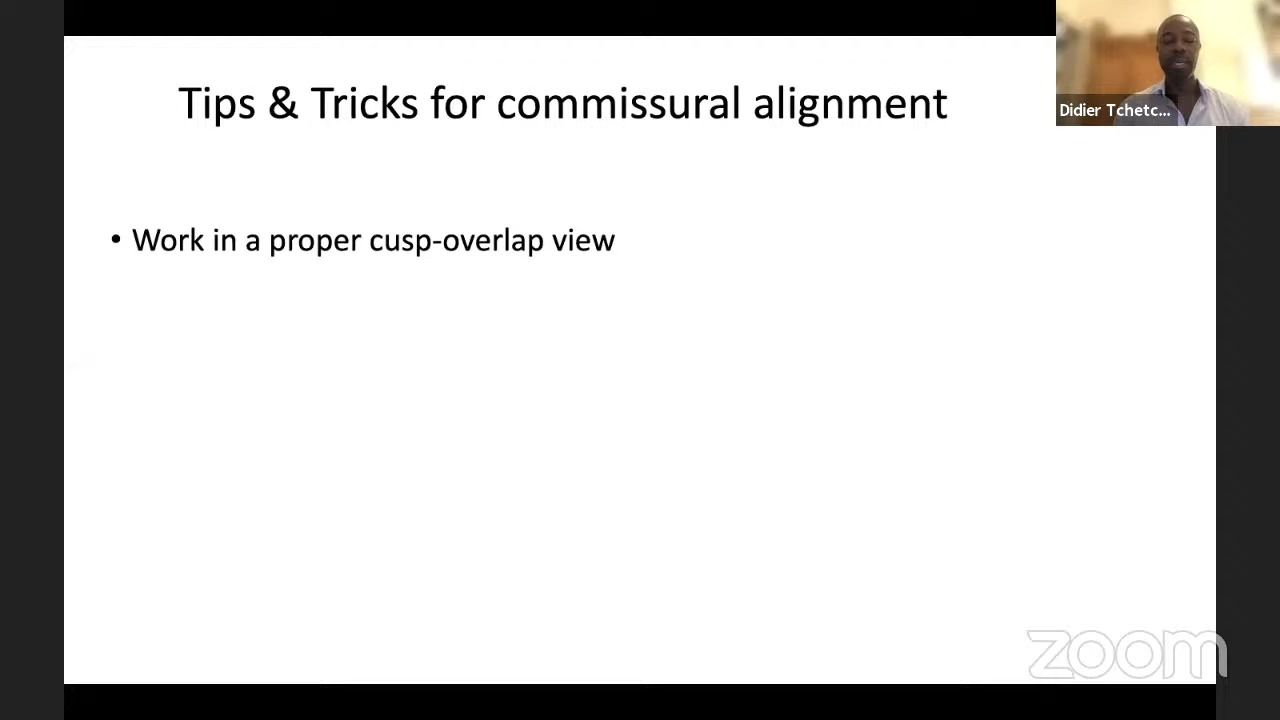 Tips & Tricks for commissural alignment
Didier Tchetc...
• Work in a proper cusp-overlap view
zoom